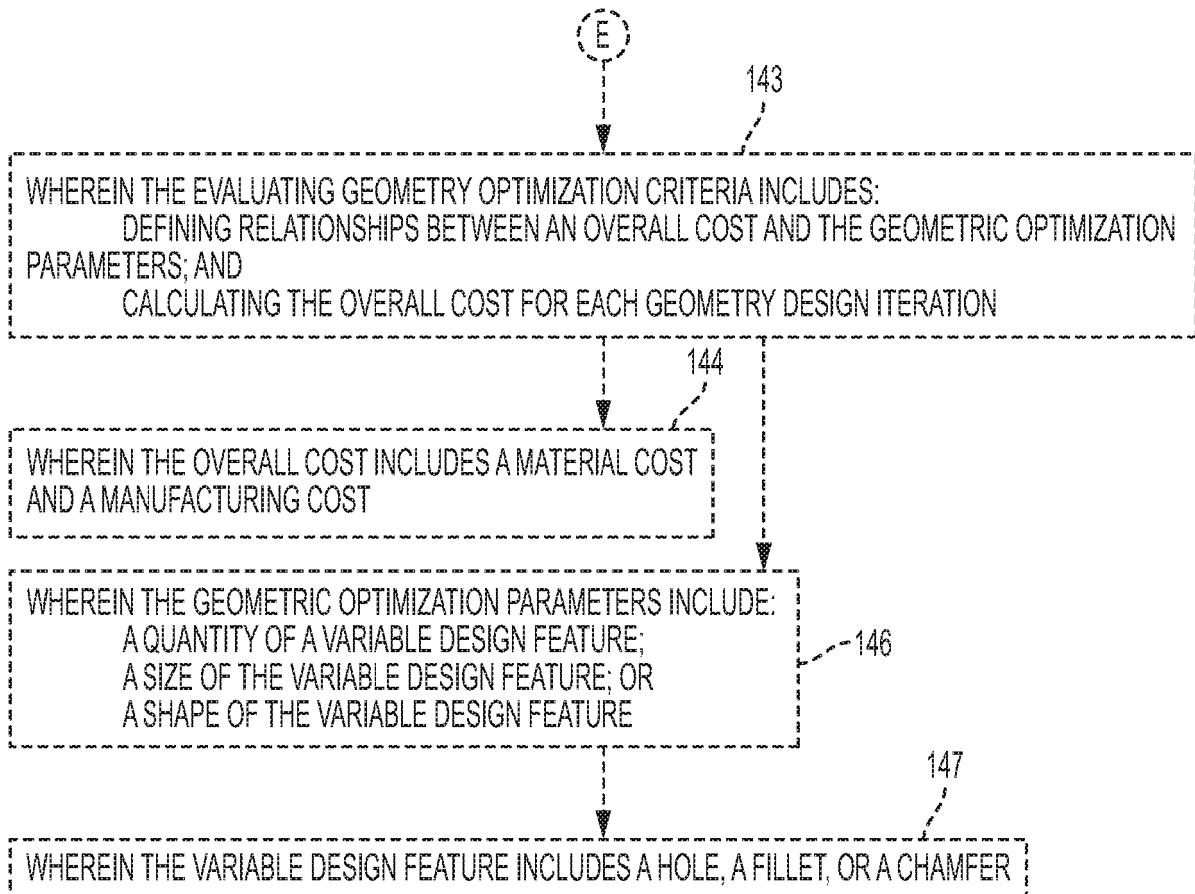 E
143
WHEREIN THE EVALUATING GEOMETRY OPTIMIZATION CRITERIA INCLUDES:
DEFINING RELATIONSHIPS BETWEEN AN OVERALL COST AND THE GEOMETRIC OPTIMIZATION
PARAMETERS; AND
CALCULATING THE OVERALL COST FOR EACH GEOMETRY DESIGN ITERATION
144
WHEREIN THE OVERALL COST INCLUDES A MATERIAL COST
AND A MANUFACTURING COST
WHEREIN THE GEOMETRIC OPTIMIZATION PARAMETERS INCLUDE:
A QUANTITY OF A VARIABLE DESIGN FEATURE;
A SIZE OF THE VARIABLE DESIGN FEATURE; OR
A SHAPE OF THE VARIABLE DESIGN FEATURE
146
147
WHEREIN THE VARIABLE DESIGN FEATURE INCLUDES A HOLE, A FILLET, OR A CHAMFER